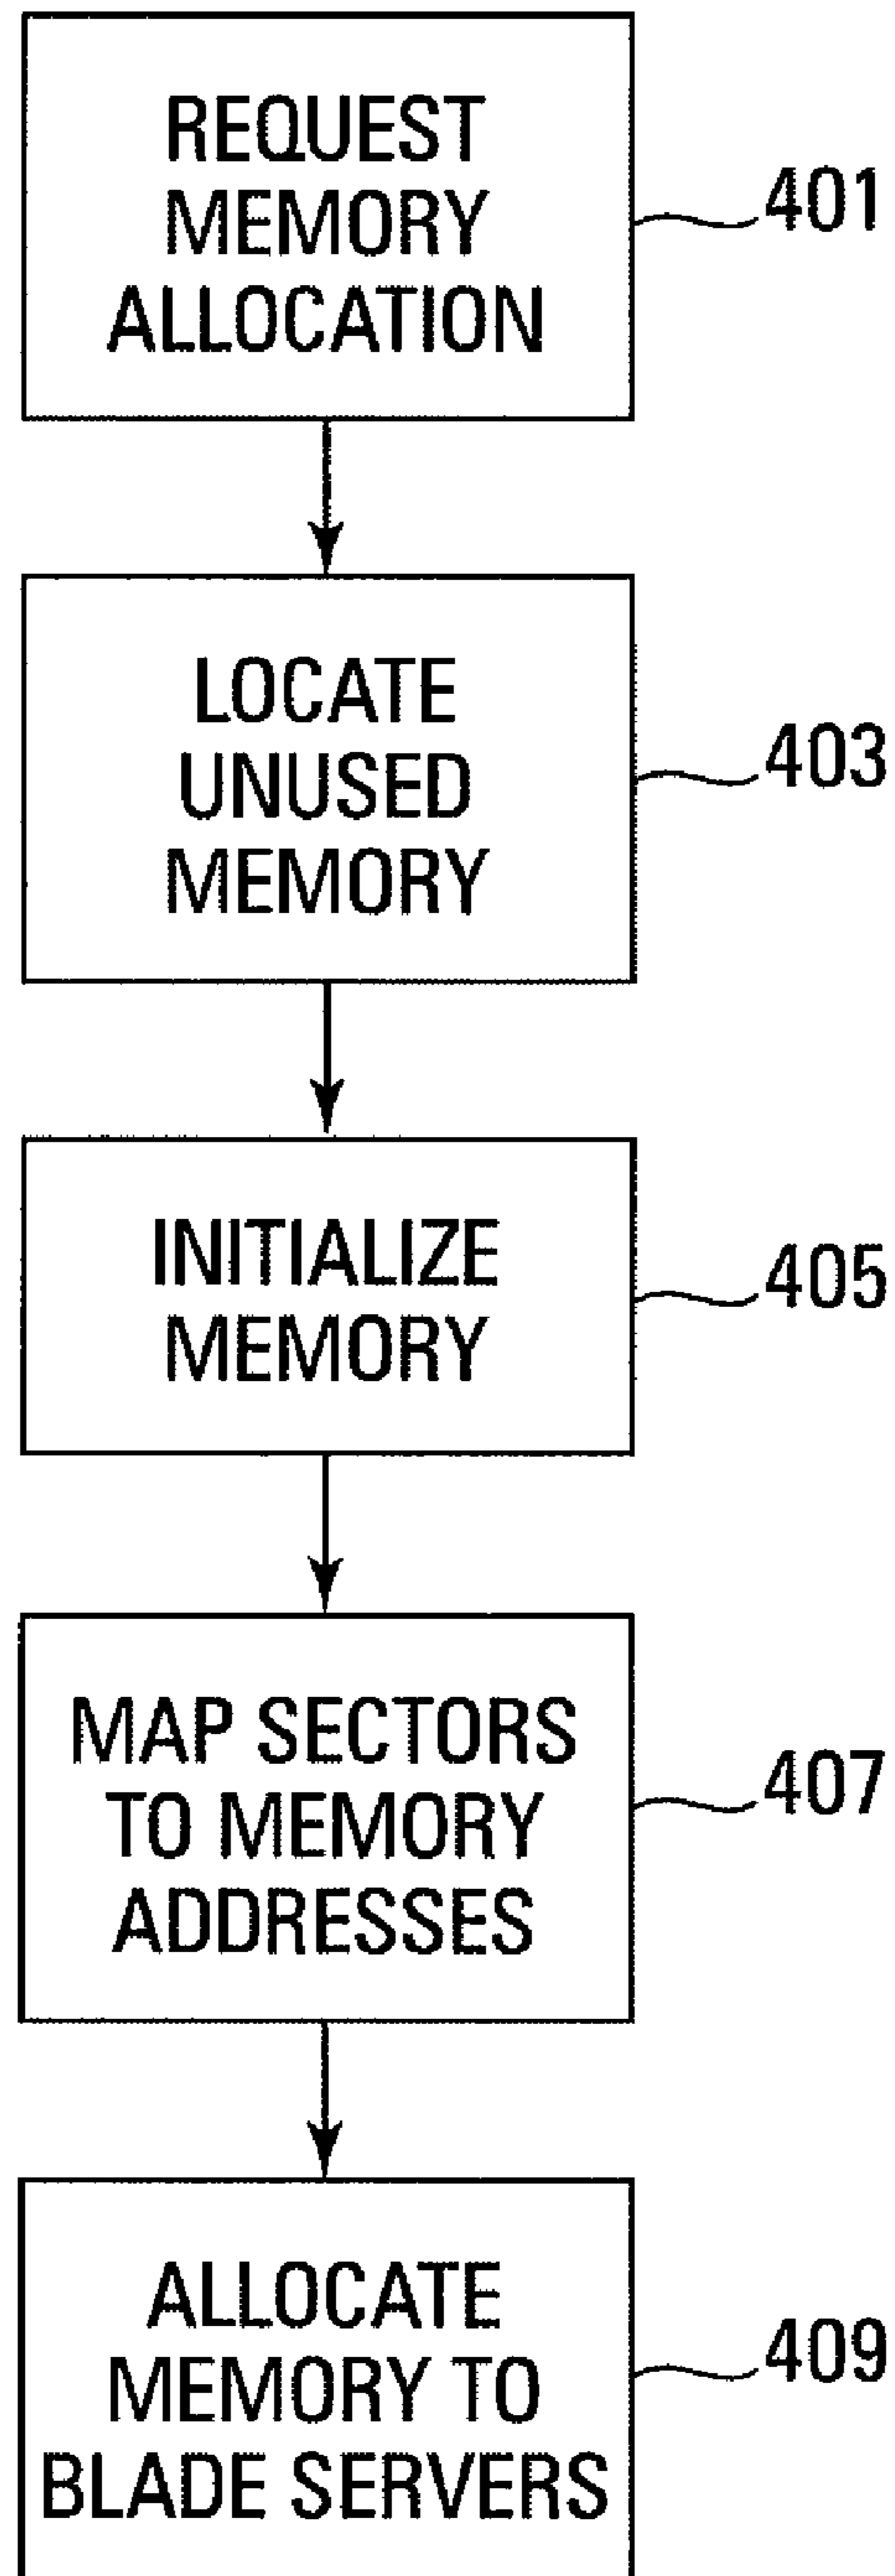 REQUEST
MEMORY
ALLOCATION
401
LOCATE
UNUSED
MEMORY
403
INITIALIZE
MEMORY
405
MAP SECTORS
TO MEMORY
ADDRESSES
407
ALLOCATE
MEMORY TO
BLADE SERVERS
409